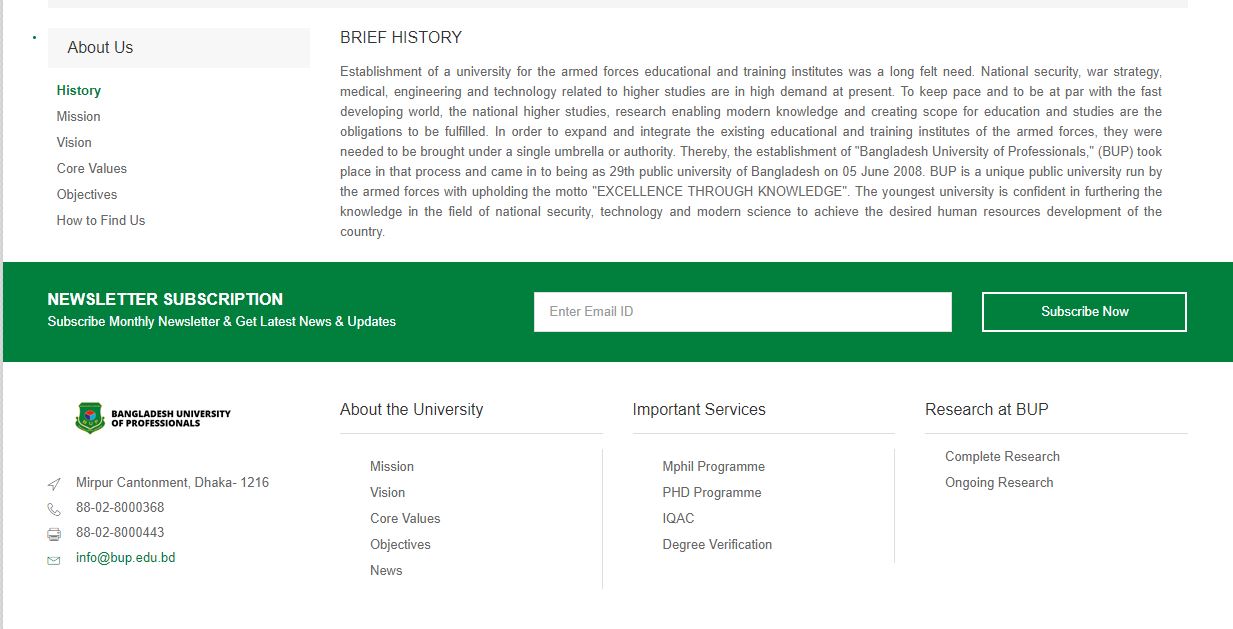 About Us
History
Mission
Vision
Core Values
Objectives
How to Find Us
BRIEF HISTORY
Establishment of a university for the armed forces educational and training institutes was a long felt need. National security, war strategy,
medical, engineering and technology related to higher studies are in high demand at present. To keep pace and to be at par with the fast
developing world, the national higher studies, research enabling modern knowledge and creating scope for education and studies are the
obligations to be fulfilled. In order to expand and integrate the existing educational and training institutes of the armed forces, they were
needed to be brought under a single umbrella or authority. Thereby, the establishment of "Bangladesh University of Professionals," (BUP) took
place in that process and came in to being as 29th public university of Bangladesh on 05 June 2008. BUP is a unique public university run by
the armed forces with upholding the motto "EXCELLENCE THROUGH KNOWLEDGE". The youngest university is confident in furthering the
knowledge in the field of national security, technology and modern science to achieve the desired human resources development of the
country.
NEWSLETTER SUBSCRIPTION
Subscribe Monthly Newsletter & Get Latest News & Updates
Enter Email ID
Subscribe Now
BUP
BANGLADESH UNIVERSITY
OF PROFESSIONALS
Mirpur Cantonment, Dhaka- 1216
88-02-8000368
88-02-8000443
info@bup.edu.bd
About the University
Mission
Vision
Core Values
Objectives
News
Important Services
Mphil Programme
PHD Programme
IQAC
Degree Verification
Research at BUP
Complete Research
Ongoing Research